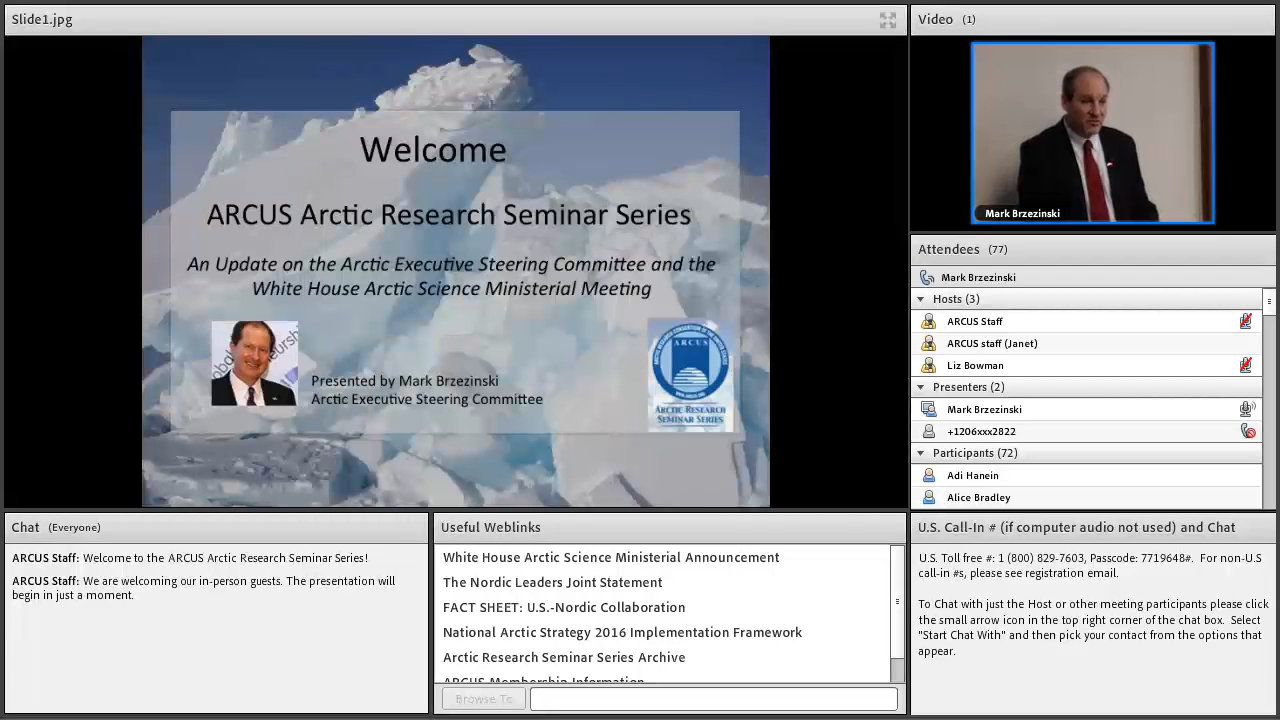 Slide1.jpg
Welcome
ARCUS Arctic Research Seminar Series
An Update on the Arctic Executive Steering Committee and the
White House Arctic Science Ministerial Meeting
Presented by Mark Brzezinski
Arctic Executive Steering Committee
ARCUS
ARCTIC RESEARCH
SEMINAR SERIES
Video (1)
Mark Brzezinski
Attendees (77)
Mark Brzezinski
Hosts (3)
ARCUS Staff
ARCUS staff (Janet)
Liz Bowman
Presenters (2)
Mark Brzezinski
+1206xxx2822
Participants (72)
Adi Hanein
Alice Bradley
Chat (Everyone)
ARCUS Staff: Welcome to the ARCUS Arctic Research Seminar Series!
ARCUS Staff: We are welcoming our in-person guests. The presentation will
begin in just a moment.
Useful Weblinks
White House Arctic Science Ministerial Announcement
The Nordic Leaders Joint Statement
FACT SHEET: U.S.-Nordic Collaboration
National Arctic Strategy 2016 Implementation Framework
Arctic Research Seminar Series Archive
ARCUS Membership Information
Browse To
U.S. Call-In # (if computer audio not used) and Chat
U.S. Toll free #: 1 (800) 829-7603, Passcode: 7719648#. For non-U.S
call-in #s, please see registration email.
To Chat with just the Host or other meeting participants please click
the small arrow icon in the top right corner of the chat box. Select
"Start Chat With" and then pick your contact from the options that
appear.